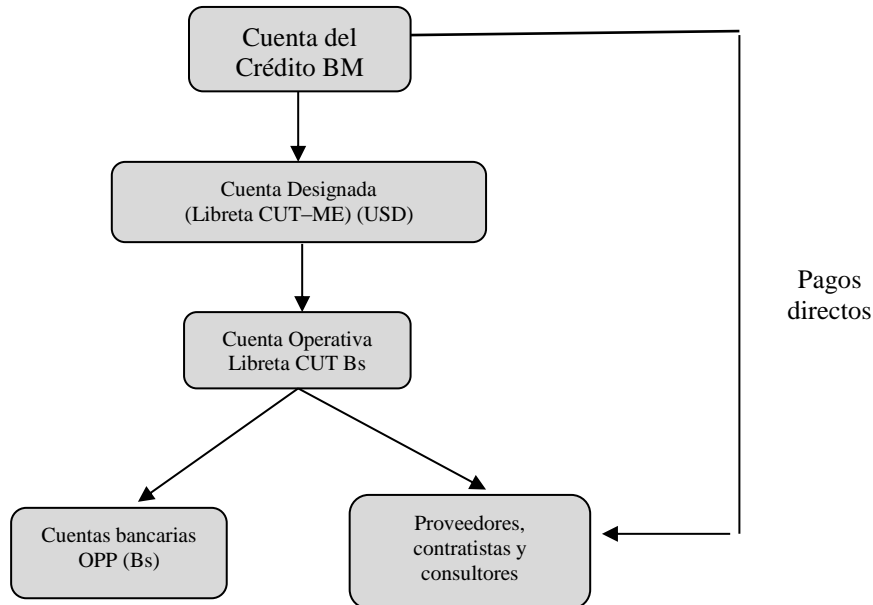 Cuenta del
Crédito BM
Cuenta Designada
(Libreta CUT–ME) (USD)
Cuenta Operativa
Libreta CUT Bs
Pagos
directos
Cuentas bancarias
OPP (Bs)
Proveedores,
contratistas y
consultores